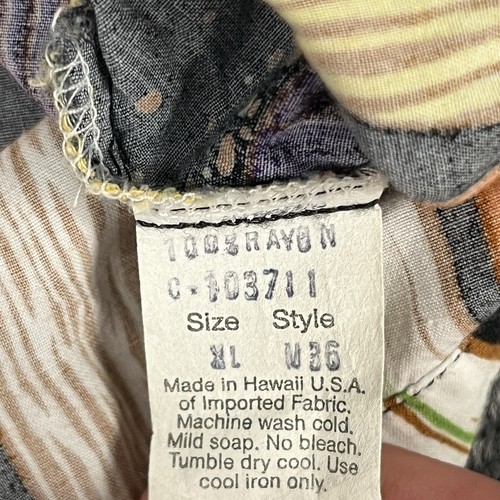 100% RAYON
C-103711
Size Style
XL M36
Made in Hawaii U.S.A.
of Imported Fabric.
Machine wash cold.
Mild soap. No bleach.
Tumble dry cool. Use
cool iron only.